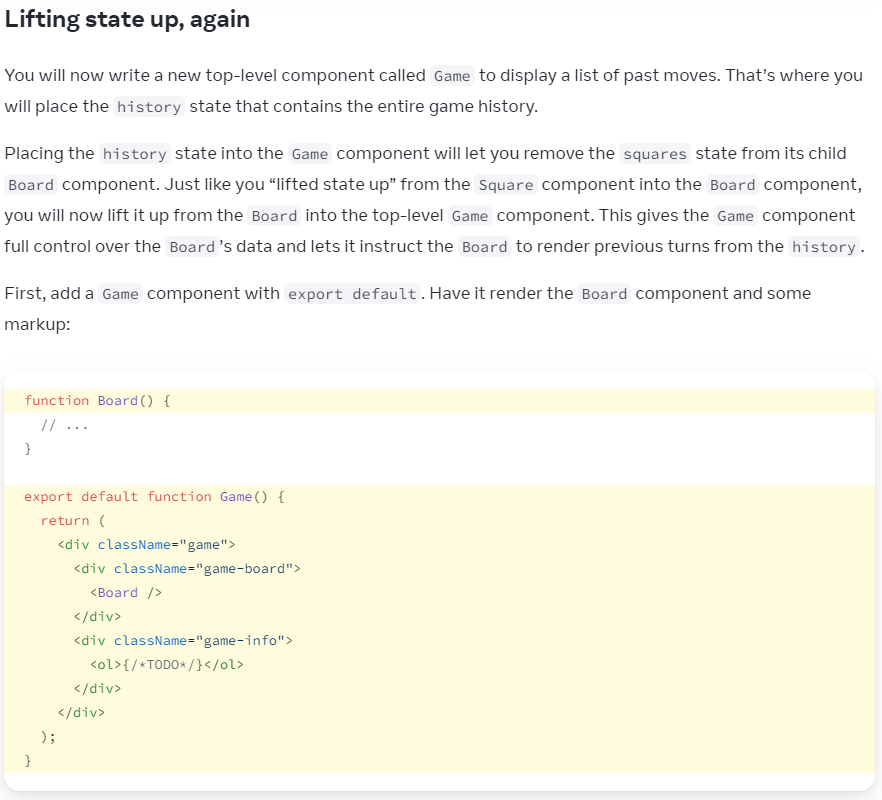 Lifting state up, again
You will now write a new top-level component called Game to display a list of past moves. That’s where you
will place the history state that contains the entire game history.
Placing the history state into the Game component will let you remove the squares state from its child
Board component. Just like you “lifted state up” from the Square component into the Board component,
you will now lift it up from the Board into the top-level Game component. This gives the Game component
full control over the Board’s data and lets it instruct the Board to render previous turns from the history.
First, add a Game component with export default. Have it render the Board component and some
markup:
function Board() {
  // ...
}
export default function Game() {
  return (
    <div className="game">
      <div className="game-board">
        <Board />
      </div>
      <div className="game-info">
        <ol>{/*TODO*/}</ol>
      </div>
    </div>
  );
}